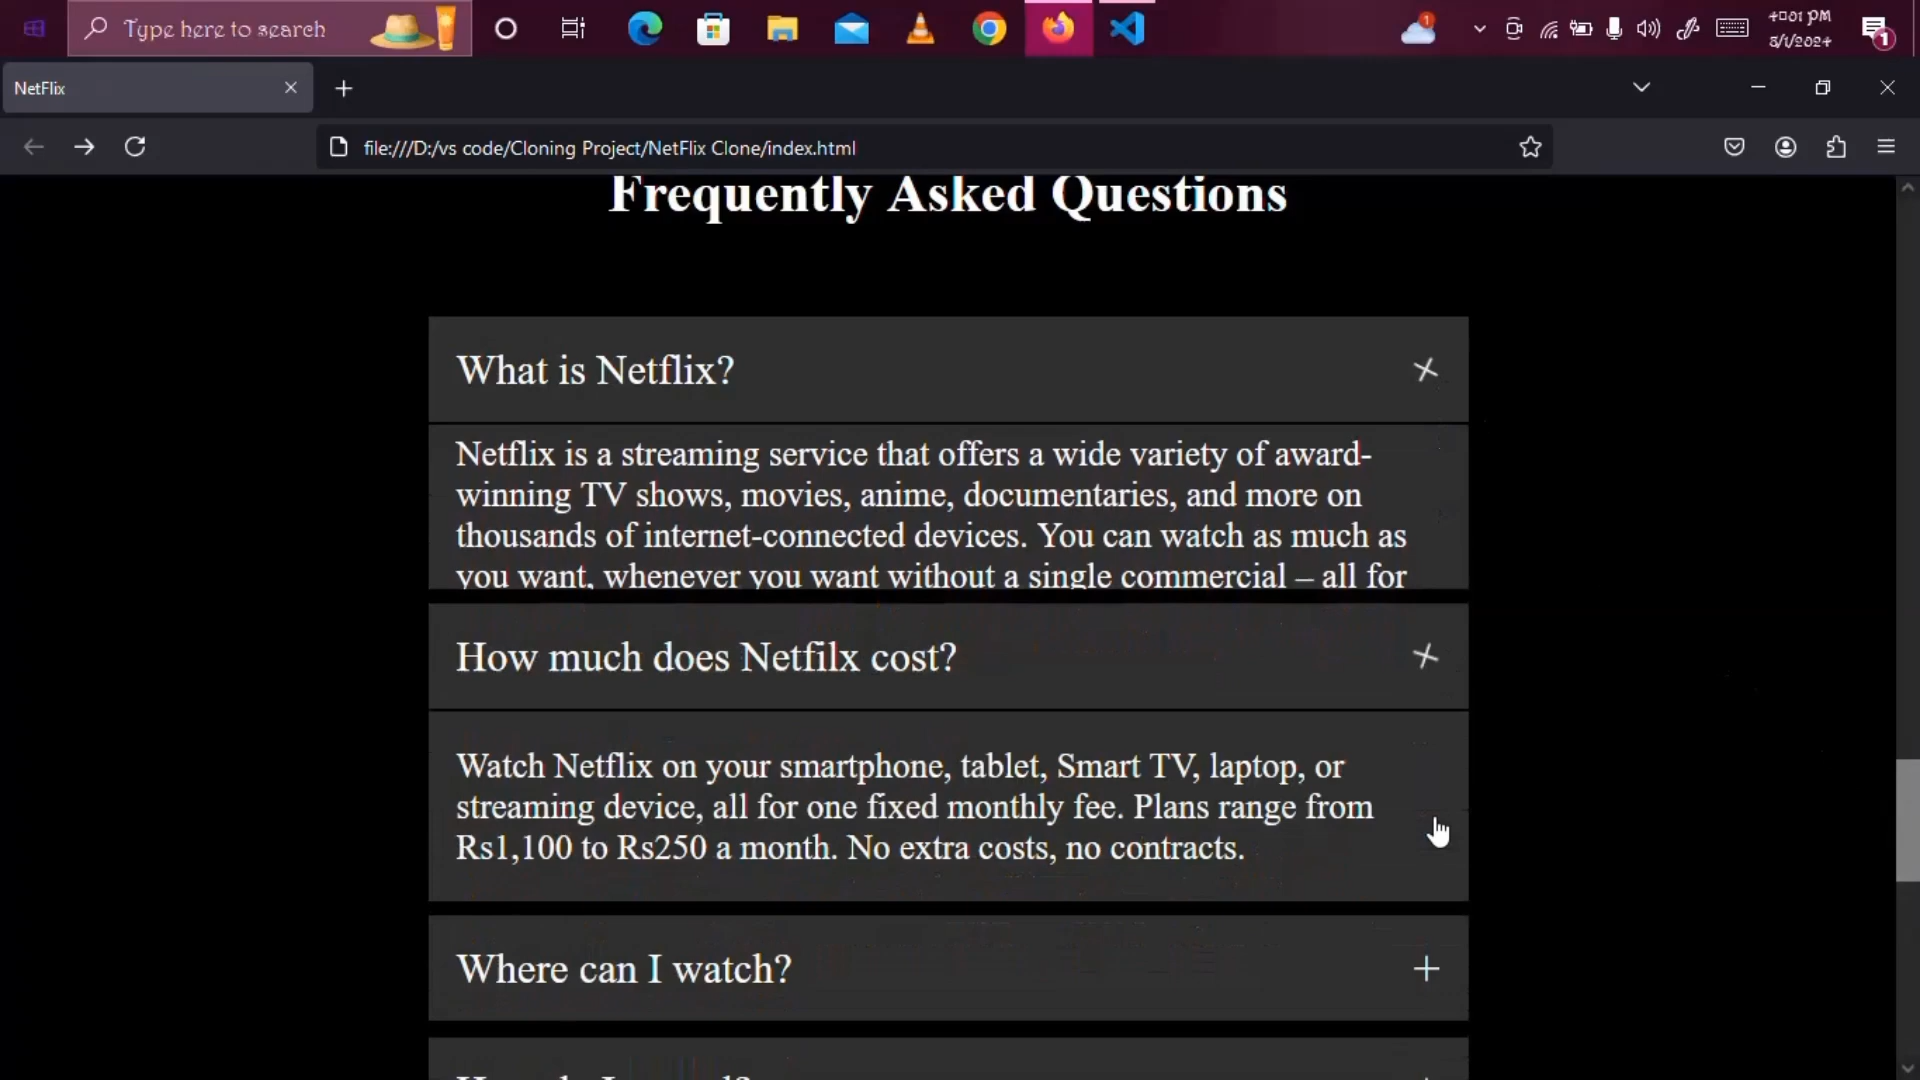 Type here to search
1
4:01 PM
5/1/2024
1
NetFlix
file:///D:/vs code/Cloning Project/NetFlix Clone/index.html
Frequently Asked Questions
What is Netflix?
Netflix is a streaming service that offers a wide variety of award-
winning TV shows, movies, anime, documentaries, and more on
thousands of internet-connected devices. You can watch as much as
you want, whenever you want without a single commercial – all for
How much does Netfilx cost?
Watch Netflix on your smartphone, tablet, Smart TV, laptop, or
streaming device, all for one fixed monthly fee. Plans range from
Rs1,100 to Rs250 a month. No extra costs, no contracts.
Where can I watch?